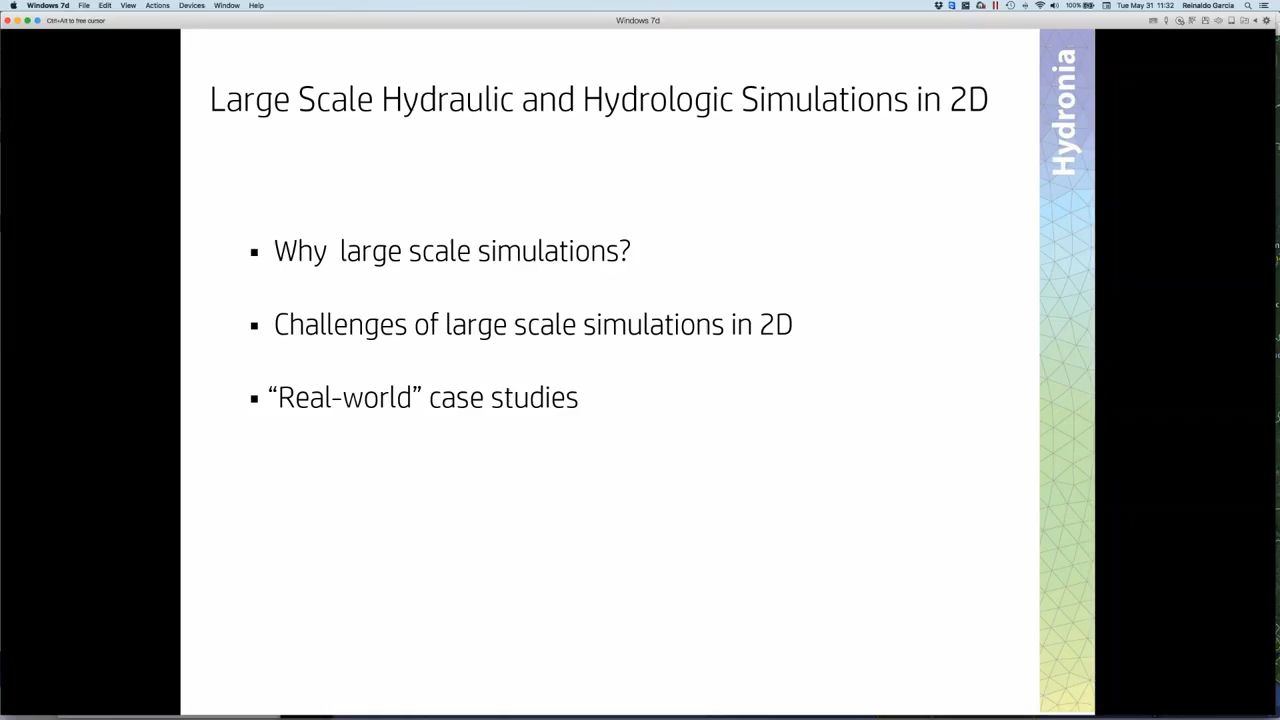 Windows 7d File Edit View Actions Devices Window Help
100% Tue May 31 11:32 Reinaldo Garcia
Ctrl+Alt to free cursor
Windows 7d
Large Scale Hydraulic and Hydrologic Simulations in 2D
Hydronia
▪ Why large scale simulations?
▪ Challenges of large scale simulations in 2D
▪ “Real-world” case studies